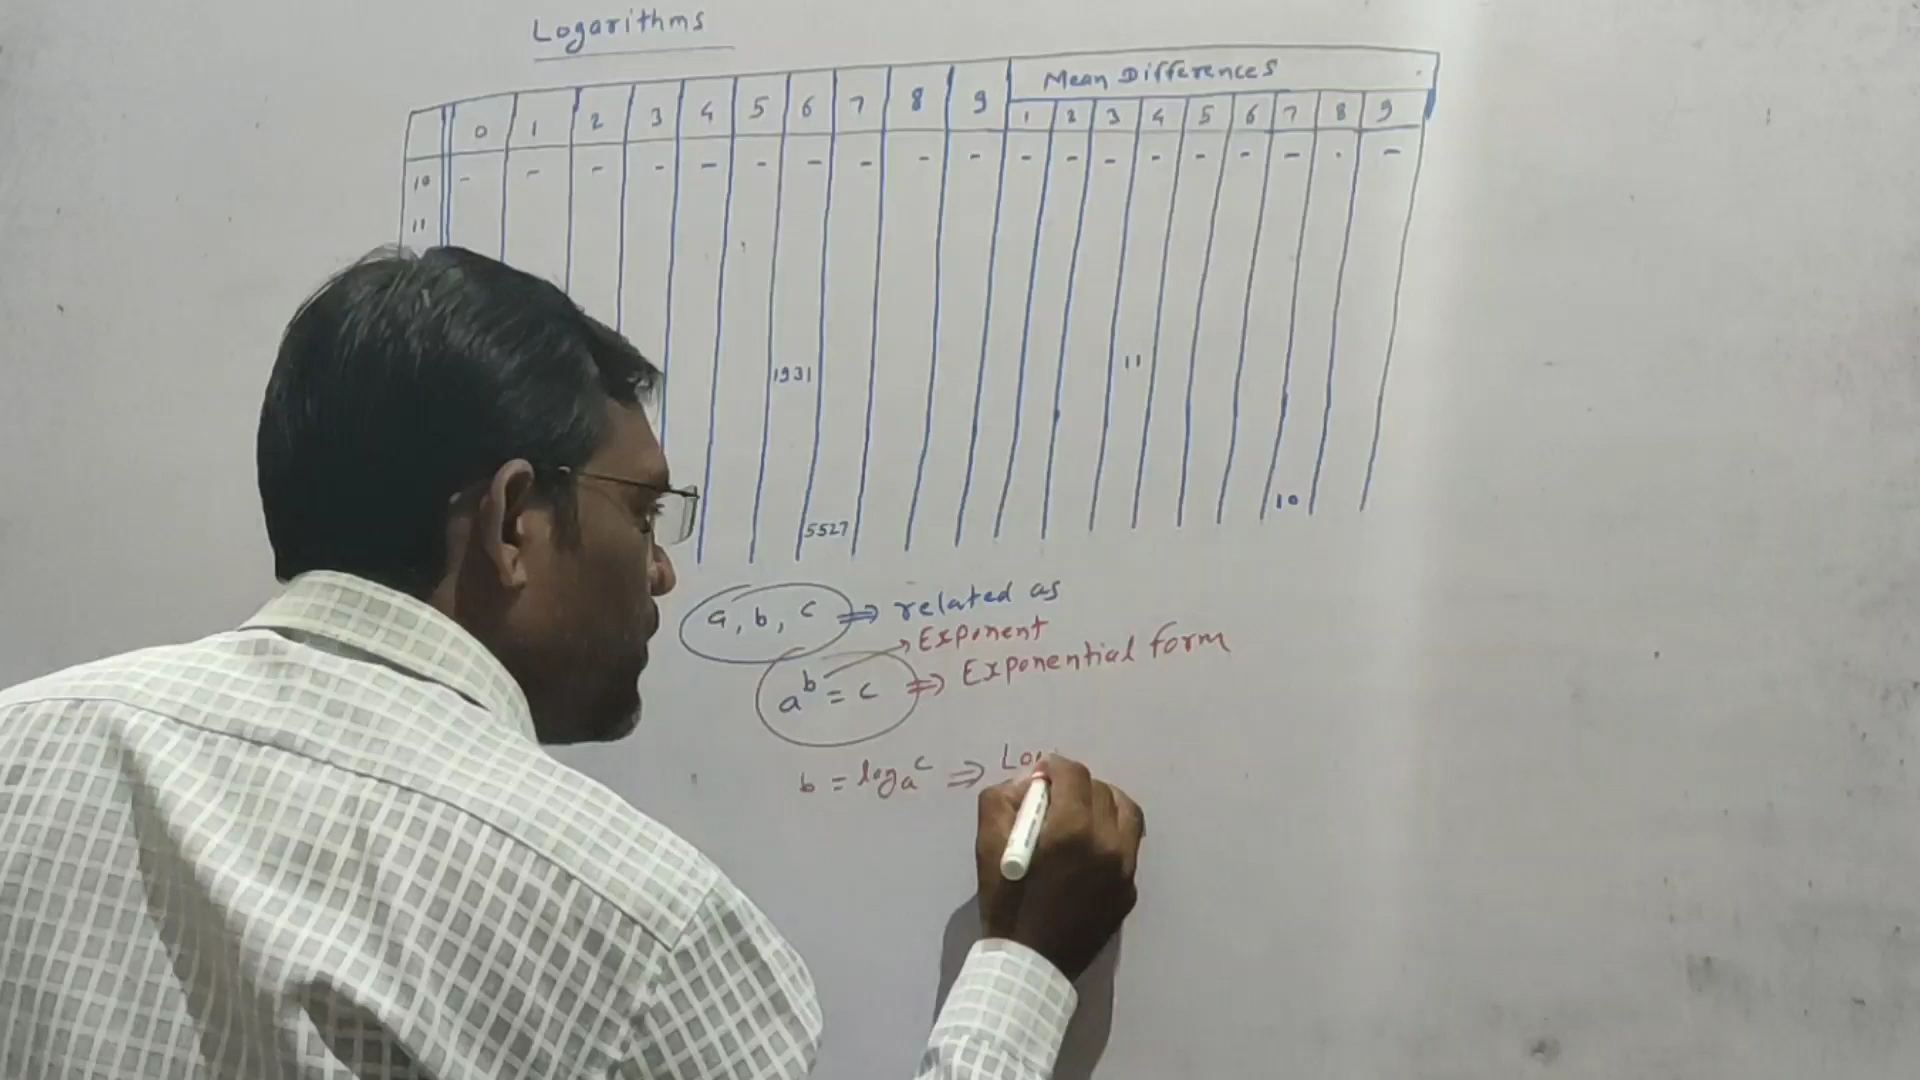 Logarithms
Mean Differences
0 1 2 3 4 5 6 7 8 9 1 2 3 4 5 6 7 8 9
10 - - - - - - - - - - - - - - - - - . -
11
1931 11
5527 10
a, b, c ⇒ related as
→ Exponent
a^b = c ⇒ Exponential form
b = log_a^c ⇒ Log